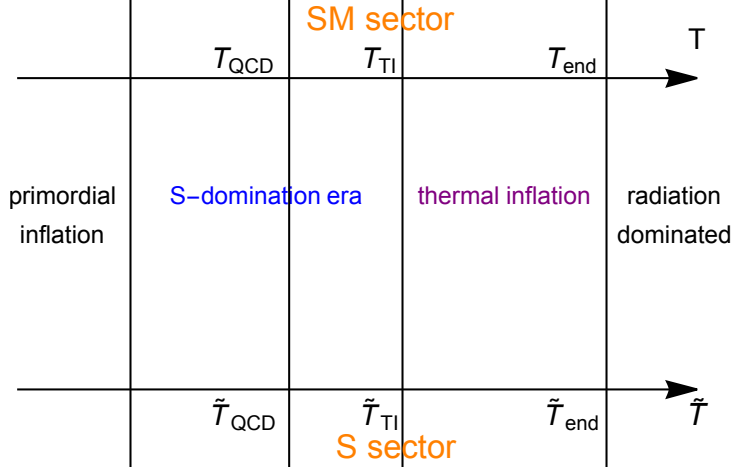 SM sector
T
T_QCD T_TI T_end
primordial inflation
S−domination era
thermal inflation
radiation dominated
T̃_QCD T̃_TI T̃_end T̃
S sector